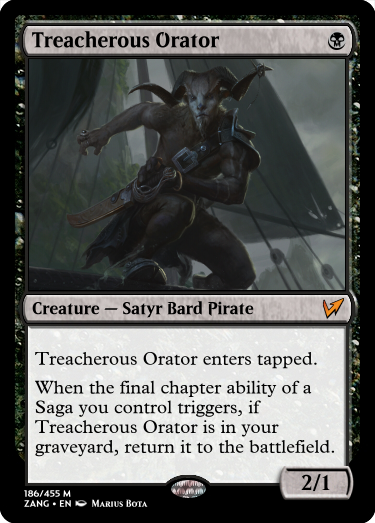 Treacherous Orator
Creature — Satyr Bard Pirate
Treacherous Orator enters tapped.
When the final chapter ability of a
Saga you control triggers, if
Treacherous Orator is in your
graveyard, return it to the battlefield.
2/1
186/455 M
ZANG • EN Marius Bota